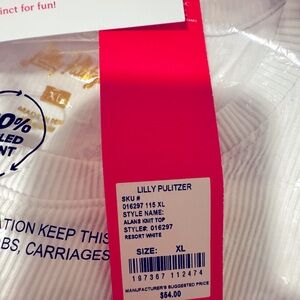 inct for fun!
XL
0%
LED
NT
ATION KEEP THIS
BS, CARRIAGES
LILLY PULITZER
SKU #
016297 115 XL
STYLE NAME:
ALANS KNIT TOP
STYLE#: 016297
RESORT WHITE
SIZE: XL
197367 112474
MANUFACTURER'S SUGGESTED PRICE
$54.00